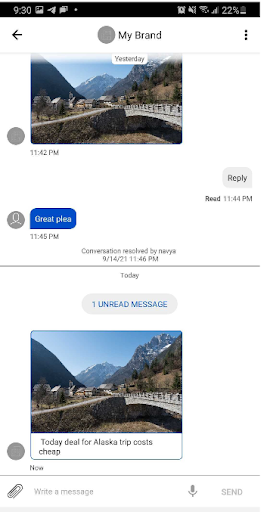 9:30
22%
My Brand
Yesterday
11:42 PM
Reply
Read 11:44 PM
Great plea
11:45 PM
Conversation resolved by navya
9/14/21 11:46 PM
Today
1 UNREAD MESSAGE
Today deal for Alaska trip costs
cheap
Now
Write a message
SEND